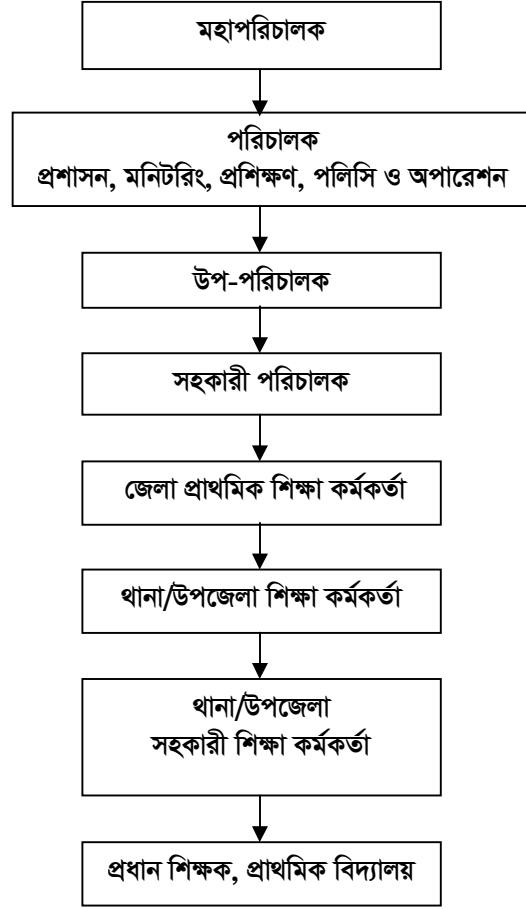 মহাপরিচালক
পরিচালক
প্রশাসন, মনিটরিং, প্রশিক্ষণ, পলিসি ও অপারেশন
উপ-পরিচালক
সহকারী পরিচালক
জেলা প্রাথমিক শিক্ষা কর্মকর্তা
থানা/উপজেলা শিক্ষা কর্মকর্তা
থানা/উপজেলা
সহকারী শিক্ষা কর্মকর্তা
প্রধান শিক্ষক, প্রাথমিক বিদ্যালয়